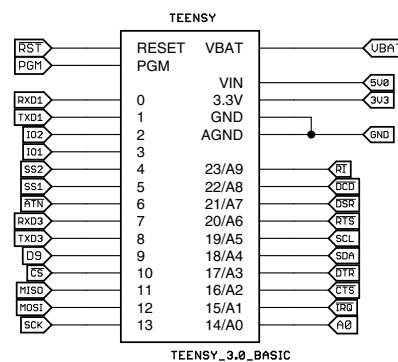 TEENSY
RST RESET VBAT VBAT
PGM PGM
VIN 5V0
RXD1 0 3.3V 3V3
TXD1 1 GND
IO2 2 AGND GND
IO1 3
SS2 4 23/A9 RI
SS1 5 22/A8 DCD
ATN 6 21/A7 DSR
RXD3 7 20/A6 RTS
TXD3 8 19/A5 SCL
D9 9 18/A4 SDA
CS 10 17/A3 DTR
MISO 11 16/A2 CTS
MOSI 12 15/A1 IRQ
SCK 13 14/A0 A0
TEENSY_3.0_BASIC